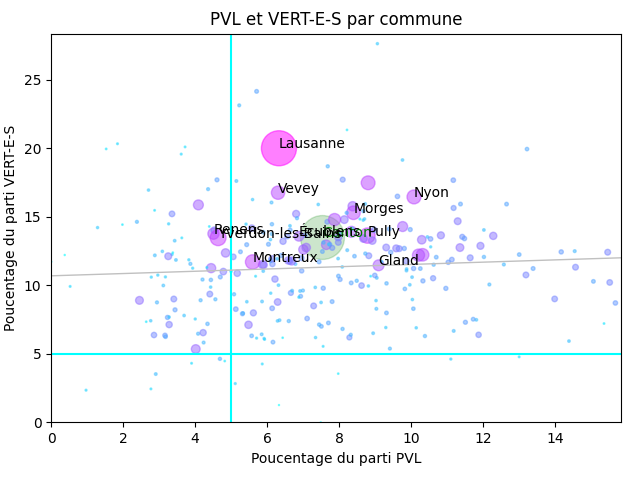 PVL et VERT-E-S par commune
Poucentage du parti VERT-E-S
25
20
15
10
5
0
Lausanne
Vevey
Nyon
Morges
Renens
Yverdon-les-Bains
Écublens
Pully
Montreux
Gland
0 2 4 6 8 10 12 14
Poucentage du parti PVL